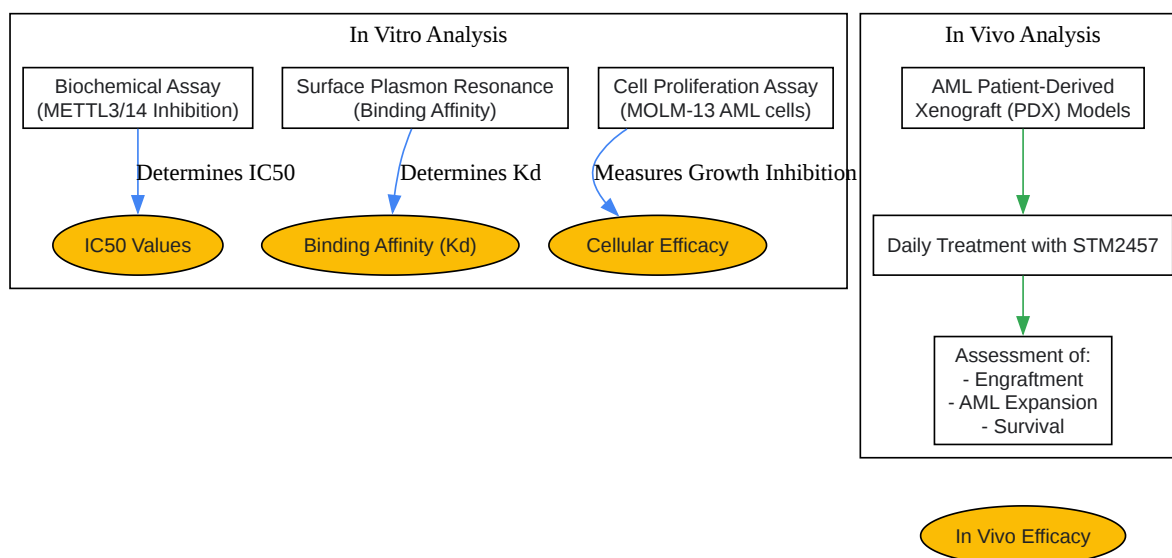 In Vitro Analysis
Biochemical Assay
(METTL3/14 Inhibition)
Surface Plasmon Resonance
(Binding Affinity)
Cell Proliferation Assay
(MOLM-13 AML cells)
Determines IC50
Determines Kd
Measures Growth Inhibition
IC50 Values
Binding Affinity (Kd)
Cellular Efficacy
In Vivo Analysis
AML Patient-Derived
Xenograft (PDX) Models
Daily Treatment with STM2457
Assessment of:
- Engraftment
- AML Expansion
- Survival
In Vivo Efficacy